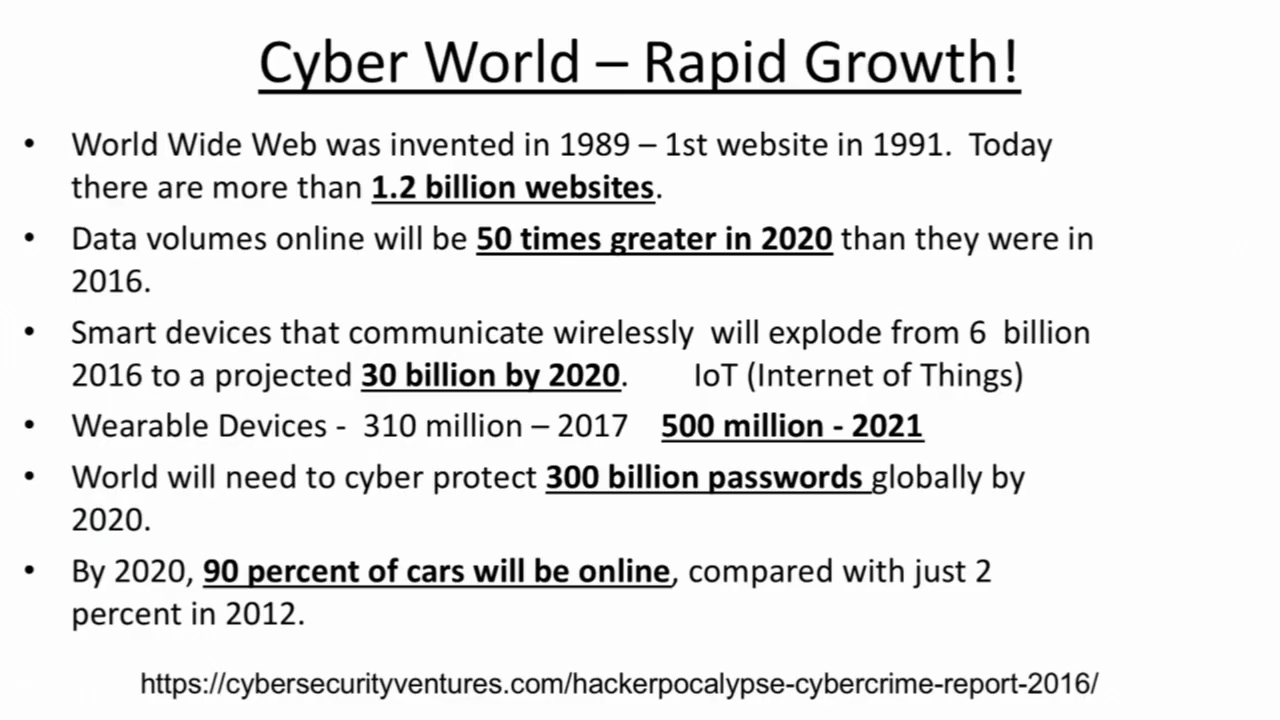 Cyber World – Rapid Growth!
• World Wide Web was invented in 1989 – 1st website in 1991.  Today
there are more than 1.2 billion websites.
• Data volumes online will be 50 times greater in 2020 than they were in
2016.
• Smart devices that communicate wirelessly  will explode from 6  billion
2016 to a projected 30 billion by 2020.        IoT (Internet of Things)
• Wearable Devices -  310 million – 2017    500 million - 2021
• World will need to cyber protect 300 billion passwords globally by
2020.
• By 2020, 90 percent of cars will be online, compared with just 2
percent in 2012.
https://cybersecurityventures.com/hackerpocalypse-cybercrime-report-2016/